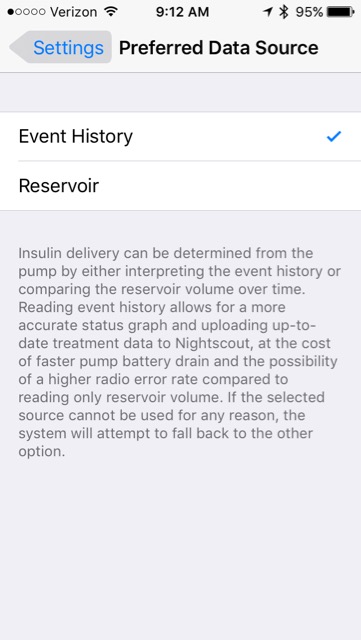 Verizon 9:12 AM 95%
Settings Preferred Data Source
Event History
Reservoir
Insulin delivery can be determined from the
pump by either interpreting the event history or
comparing the reservoir volume over time.
Reading event history allows for a more
accurate status graph and uploading up-to-
date treatment data to Nightscout, at the cost
of faster pump battery drain and the possibility
of a higher radio error rate compared to
reading only reservoir volume. If the selected
source cannot be used for any reason, the
system will attempt to fall back to the other
option.